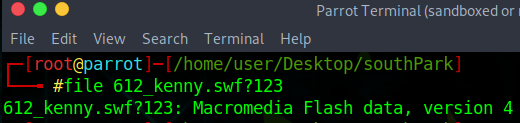 Parrot Terminal (sandboxed or r
File Edit View Search Terminal Help
┌─[root@parrot]─[/home/user/Desktop/southPark]
└──╼ #file 612_kenny.swf?123
612_kenny.swf?123: Macromedia Flash data, version 4